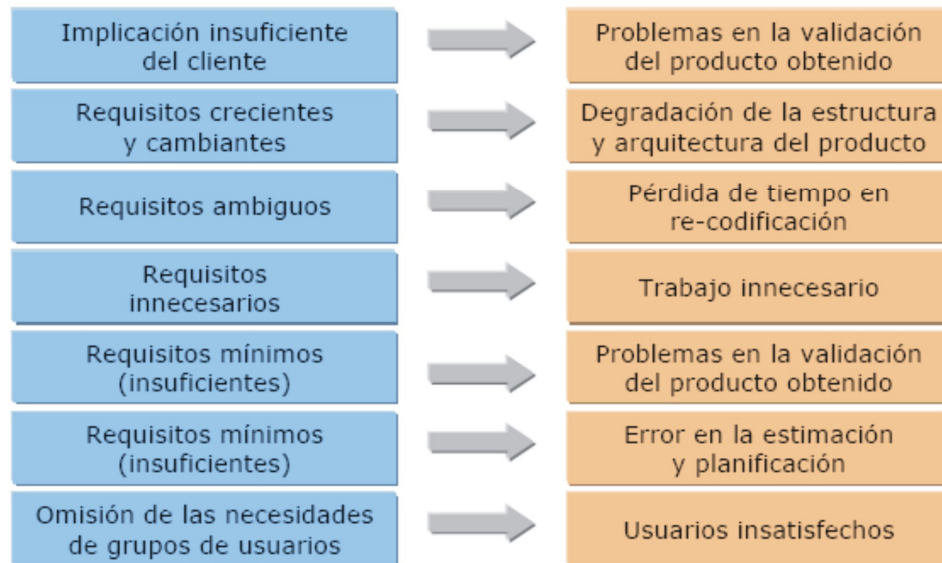 Implicación insuficiente
del cliente
Problemas en la validación
del producto obtenido
Requisitos crecientes
y cambiantes
Degradación de la estructura
y arquitectura del producto
Requisitos ambiguos
Pérdida de tiempo en
re-codificación
Requisitos
innecesarios
Trabajo innecesario
Requisitos mínimos
(insuficientes)
Problemas en la validación
del producto obtenido
Requisitos mínimos
(insuficientes)
Error en la estimación
y planificación
Omisión de las necesidades
de grupos de usuarios
Usuarios insatisfechos